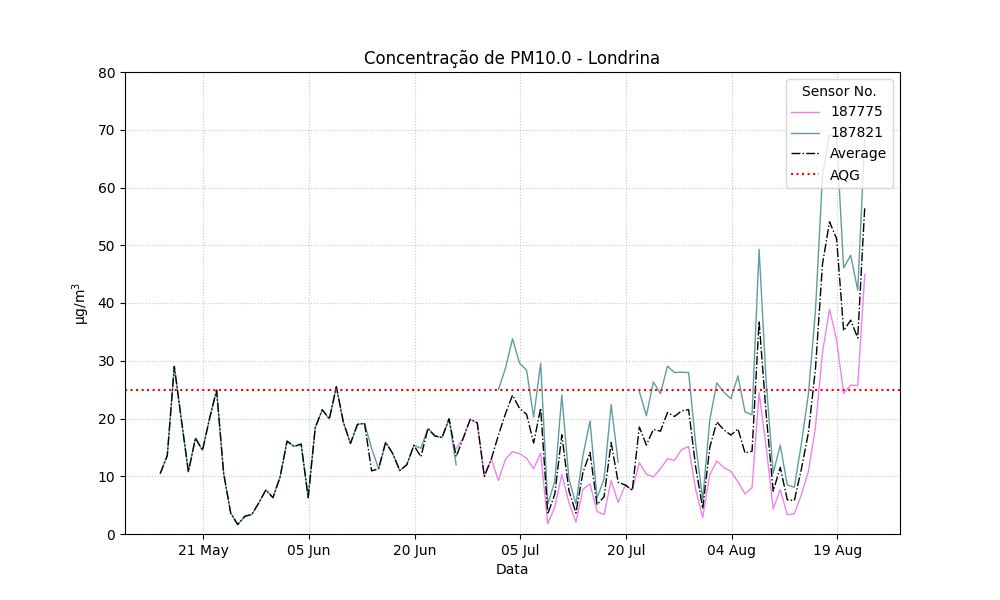 Concentração de PM10.0 - Londrina
80
70
60
50
40
30
20
10
0
µg/m³
Sensor No.
187775
187821
Average
AQG
21 May
05 Jun
20 Jun
05 Jul
20 Jul
04 Aug
19 Aug
Data